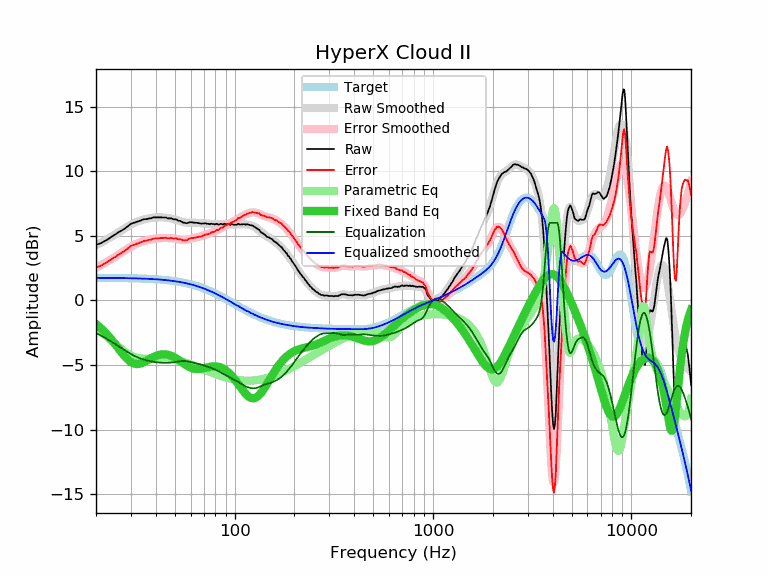 HyperX Cloud II
Target
Raw Smoothed
Error Smoothed
Raw
Error
Parametric Eq
Fixed Band Eq
Equalization
Equalized smoothed
Amplitude (dBr)
15
10
5
0
−5
−10
−15
100
1000
10000
Frequency (Hz)